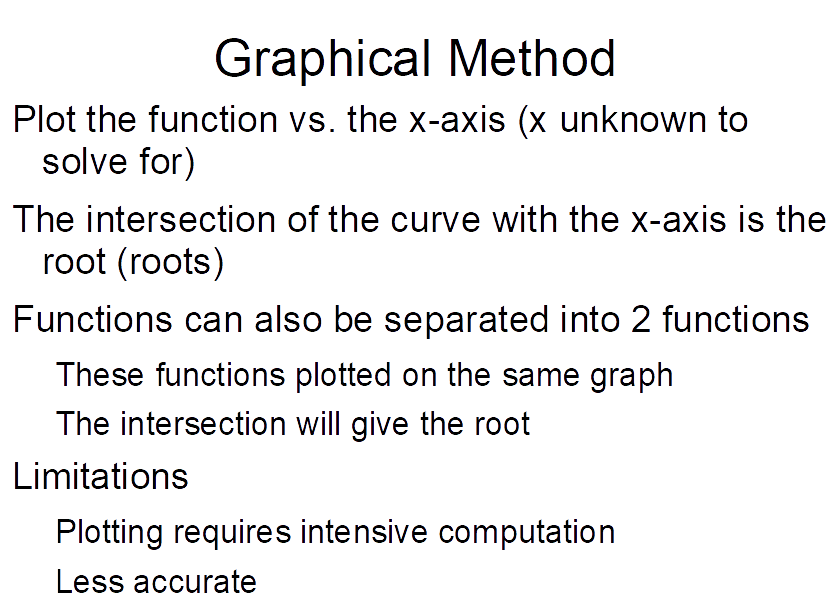 Graphical Method
Plot the function vs. the x-axis (x unknown to
solve for)
The intersection of the curve with the x-axis is the
root (roots)
Functions can also be separated into 2 functions
These functions plotted on the same graph
The intersection will give the root
Limitations
Plotting requires intensive computation
Less accurate